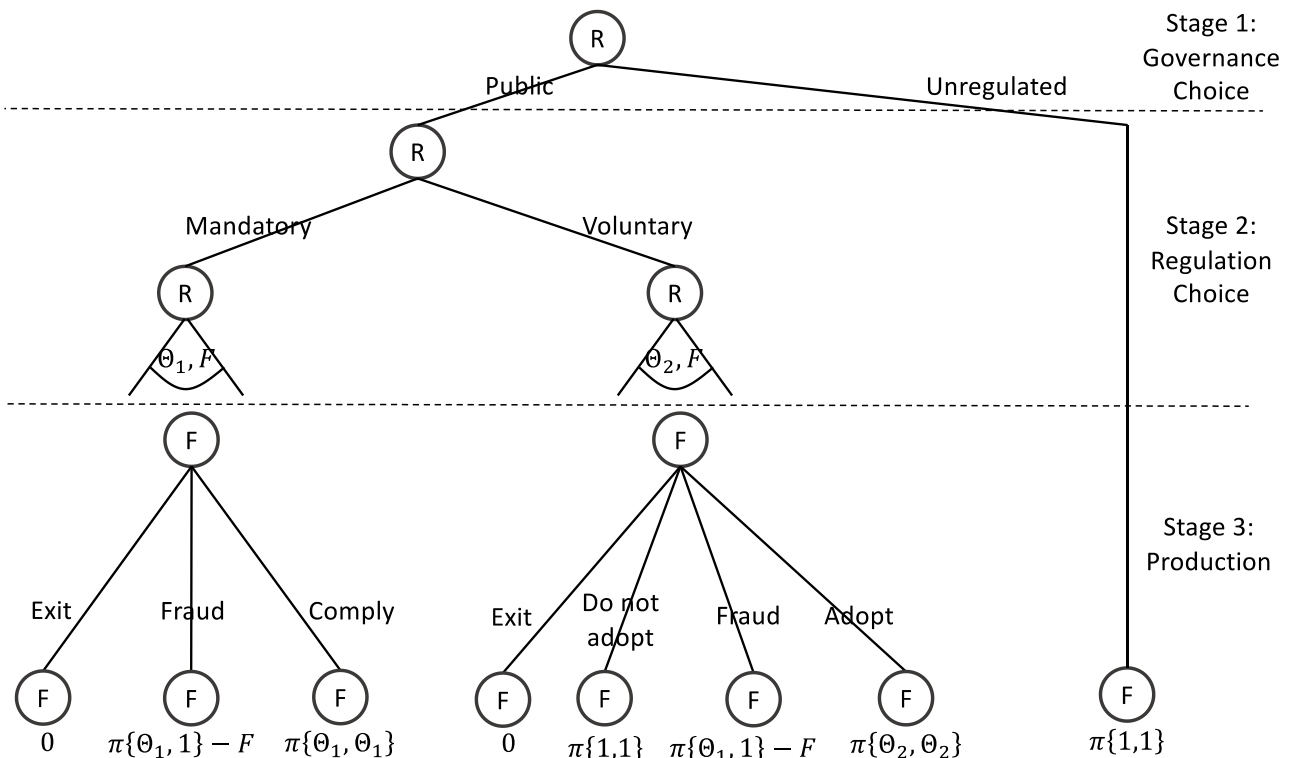 R
Stage 1:
Governance
Choice
Public
Unregulated
R
Mandatory
Voluntary
Stage 2:
Regulation
Choice
R
R
Θ₁, F
Θ₂, F
F
F
Stage 3:
Production
Exit
Fraud
Comply
Exit
Do not
adopt
Fraud
Adopt
F
F
F
F
F
F
F
F
0
π{Θ₁, 1} − F
π{Θ₁, Θ₁}
0
π{1,1}
π{Θ₁, 1} − F
π{Θ₂, Θ₂}
π{1,1}